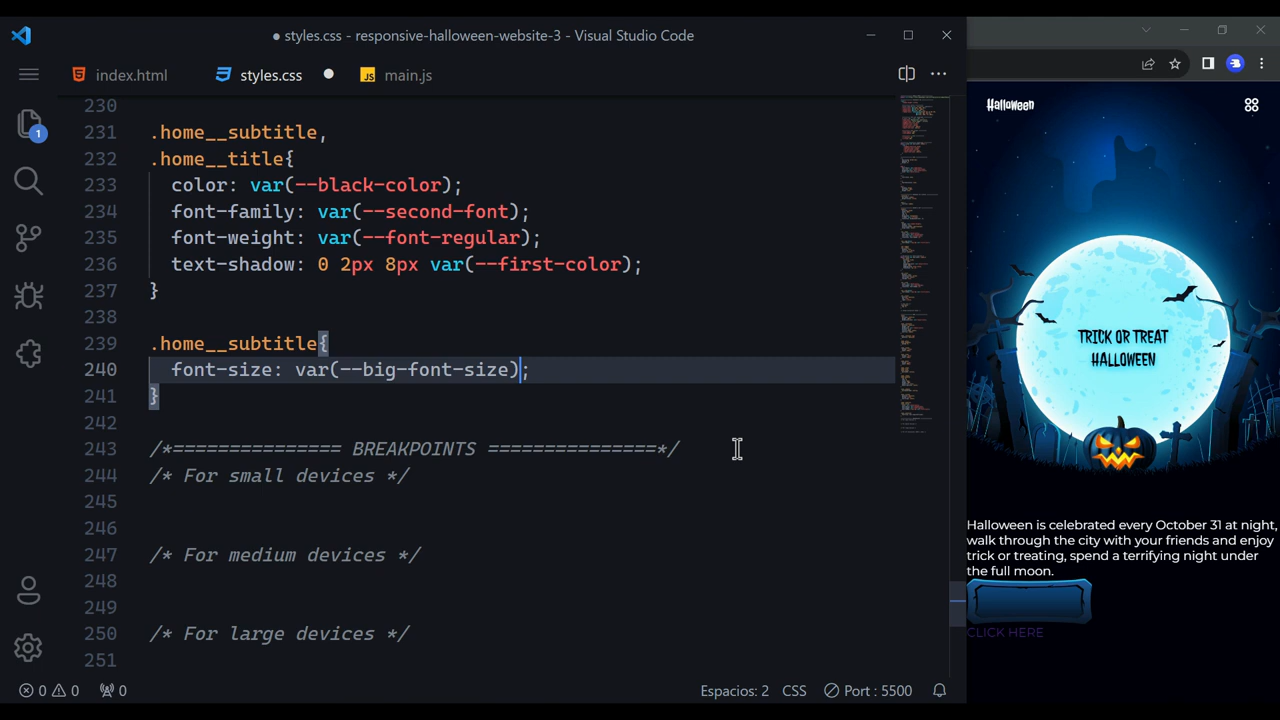 ● styles.css - responsive-halloween-website-3 - Visual Studio Code
index.html
styles.css
JS main.js
1
230
231 .home__subtitle,
232 .home__title{
233 color: var(--black-color);
234 font-family: var(--second-font);
235 font-weight: var(--font-regular);
236 text-shadow: 0 2px 8px var(--first-color);
237 }
238
239 .home__subtitle{
240 font-size: var(--big-font-size);
241 }
242
243 /*=============== BREAKPOINTS ===============*/
244 /* For small devices */
245
246
247 /* For medium devices */
248
249
250 /* For large devices */
251
0 0 0
Espacios: 2 CSS Port : 5500
Halloween
TRICK OR TREAT
HALLOWEEN
Halloween is celebrated every October 31 at night,
walk through the city with your friends and enjoy
trick or treating, spend a terrifying night under
the full moon.
CLICK HERE